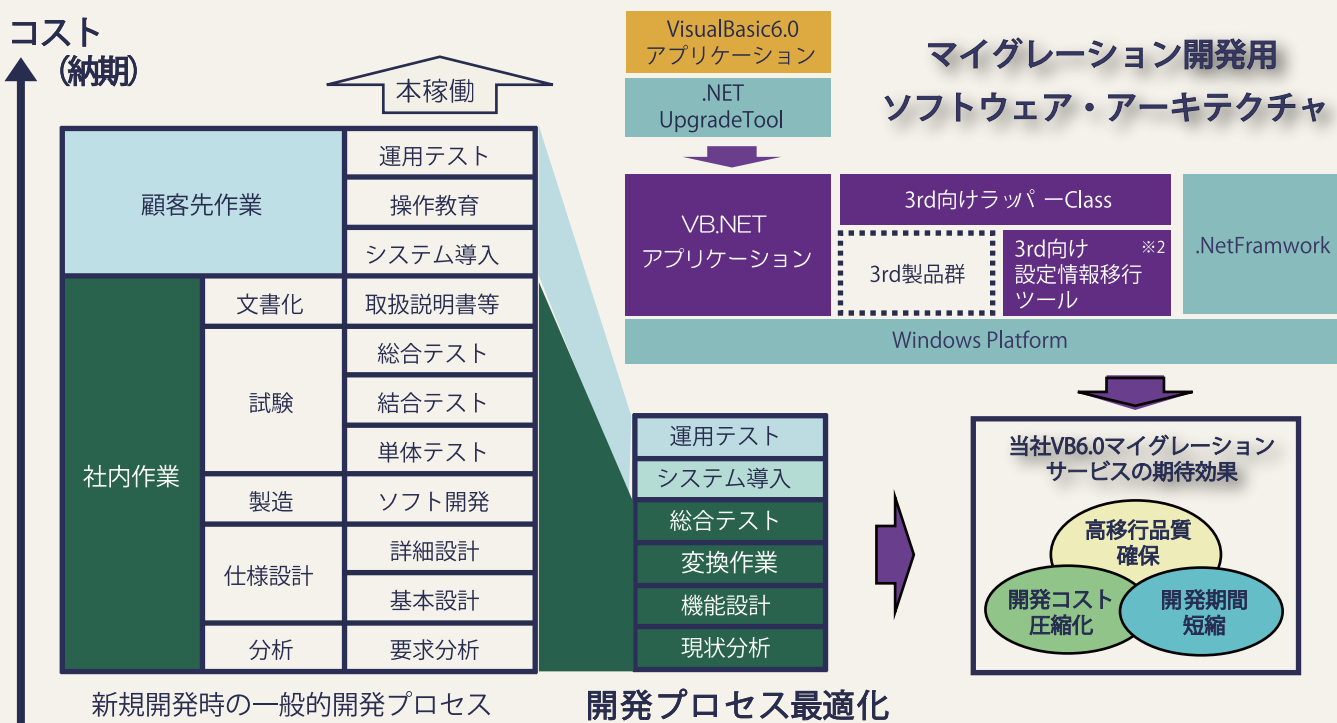 コスト
（納期）
本稼働
顧客先作業
運用テスト
操作教育
システム導入
社内作業
文書化
取扱説明書等
試験
総合テスト
結合テスト
単体テスト
製造
ソフト開発
仕様設計
詳細設計
基本設計
分析
要求分析
新規開発時の一般的開発プロセス
運用テスト
システム導入
総合テスト
変換作業
機能設計
現状分析
開発プロセス最適化
VisualBasic6.0
アプリケーション
.NET
UpgradeTool
マイグレーション開発用
ソフトウェア・アーキテクチャ
VB.NET
アプリケーション
3rd向けラッパーClass
3rd製品群
3rd向け ※2
設定情報移行
ツール
.NetFramwork
Windows Platform
当社VB6.0マイグレーション
サービスの期待効果
高移行品質
確保
開発コスト
圧縮化
開発期間
短縮